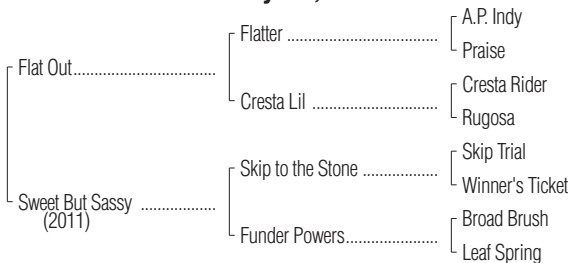 A.P. Indy
Flatter
Praise
Flat Out
Cresta Rider
Cresta Lil
Rugosa
Skip Trial
Skip to the Stone
Winner's Ticket
Sweet But Sassy
(2011)
Broad Brush
Funder Powers
Leaf Spring